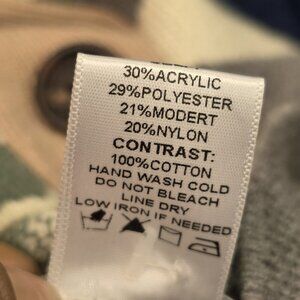 30%ACRYLIC
29%POLYESTER
21%MODERT
20%NYLON
CONTRAST:
100%COTTON
HAND WASH COLD
DO NOT BLEACH
LINE DRY
LOW IRON IF NEEDED